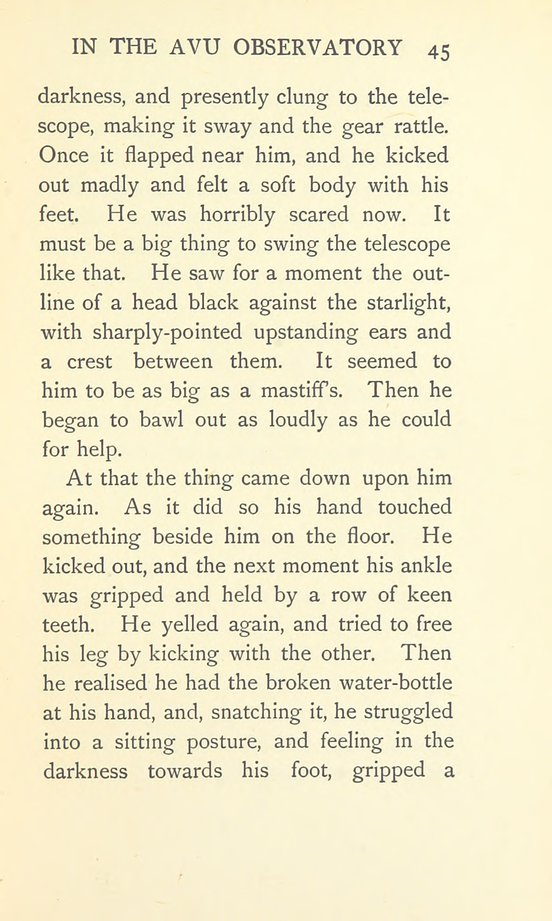 IN THE AVU OBSERVATORY 45
darkness, and presently clung to the tele-
scope, making it sway and the gear rattle.
Once it flapped near him, and he kicked
out madly and felt a soft body with his
feet. He was horribly scared now. It
must be a big thing to swing the telescope
like that. He saw for a moment the out-
line of a head black against the starlight,
with sharply-pointed upstanding ears and
a crest between them. It seemed to
him to be as big as a mastiff's. Then he
began to bawl out as loudly as he could
for help.
At that the thing came down upon him
again. As it did so his hand touched
something beside him on the floor. He
kicked out, and the next moment his ankle
was gripped and held by a row of keen
teeth. He yelled again, and tried to free
his leg by kicking with the other. Then
he realised he had the broken water-bottle
at his hand, and, snatching it, he struggled
into a sitting posture, and feeling in the
darkness towards his foot, gripped a